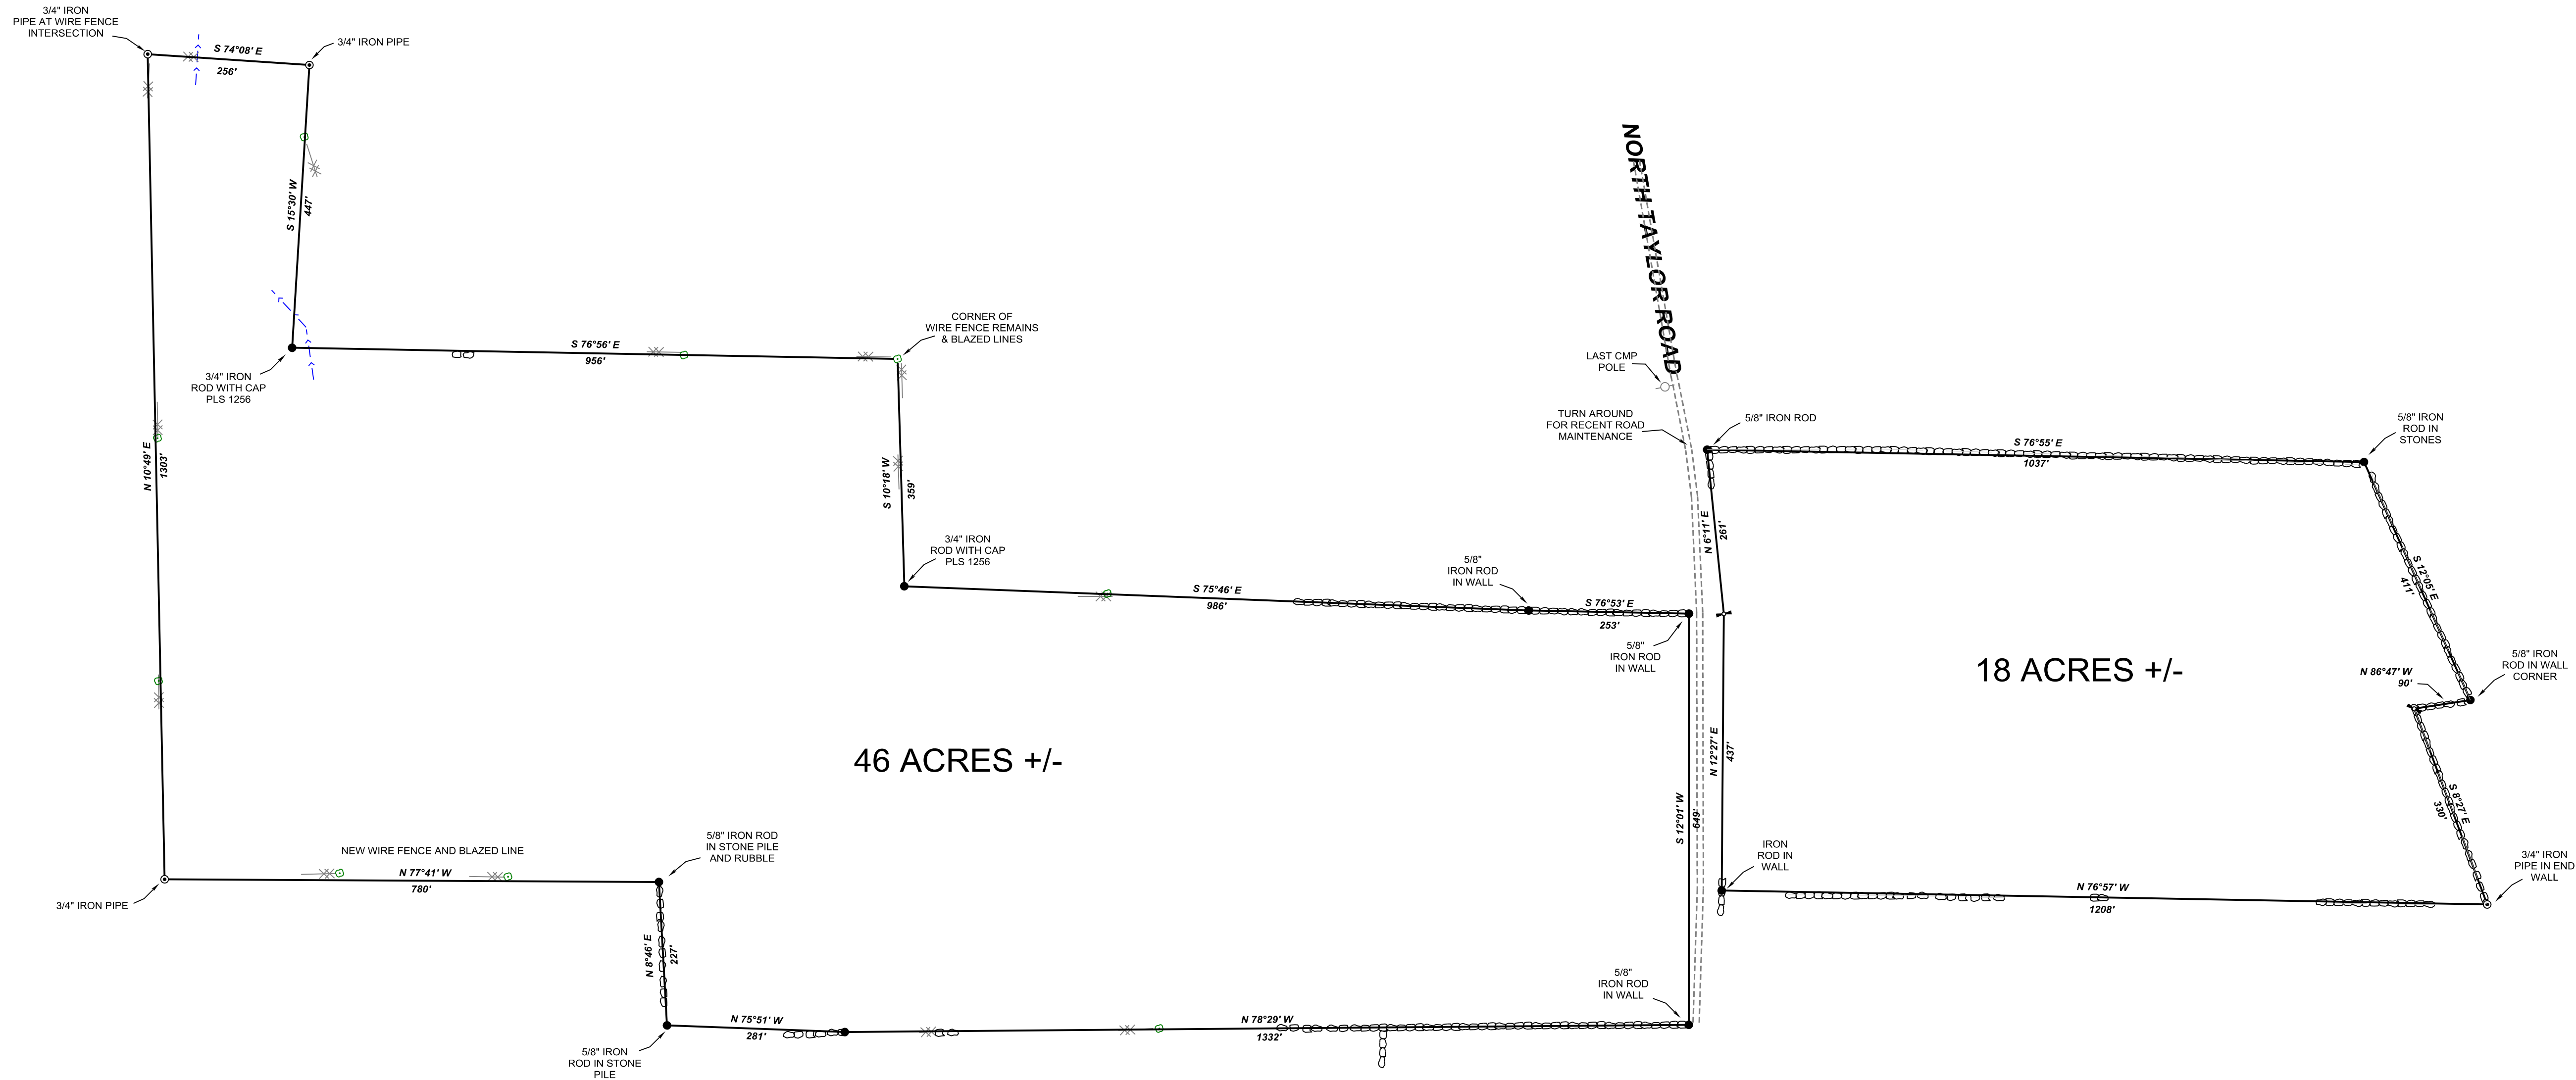 3/4" IRON
PIPE AT WIRE FENCE
INTERSECTION
S 74°08' E
256'
3/4" IRON PIPE
S 15°30' W
447'
N 10°49' E
1303'
3/4" IRON
ROD WITH CAP
PLS 1256
S 76°56' E
956'
CORNER OF
WIRE FENCE REMAINS
& BLAZED LINES
S 10°18' W
359'
3/4" IRON
ROD WITH CAP
PLS 1256
S 75°46' E
986'
5/8"
IRON ROD
IN WALL
S 76°53' E
253'
5/8"
IRON ROD
IN WALL
NORTH TAYLOR ROAD
LAST CMP
POLE
TURN AROUND
FOR RECENT ROAD
MAINTENANCE
5/8" IRON ROD
S 76°55' E
1037'
5/8" IRON
ROD IN
STONES
N 6°11' E
261'
S 12°05' E
411'
18 ACRES +/-
N 86°47' W
90'
5/8" IRON
ROD IN WALL
CORNER
S 8°27' E
330'
3/4" IRON
PIPE IN END
WALL
N 12°27' E
437'
S 12°01' W
649'
IRON
ROD IN
WALL
N 76°57' W
1208'
46 ACRES +/-
NEW WIRE FENCE AND BLAZED LINE
N 77°41' W
780'
3/4" IRON PIPE
5/8" IRON ROD
IN STONE PILE
AND RUBBLE
N 8°46' E
227'
5/8" IRON
ROD IN STONE
PILE
N 75°51' W
281'
N 78°29' W
1332'
5/8"
IRON ROD
IN WALL